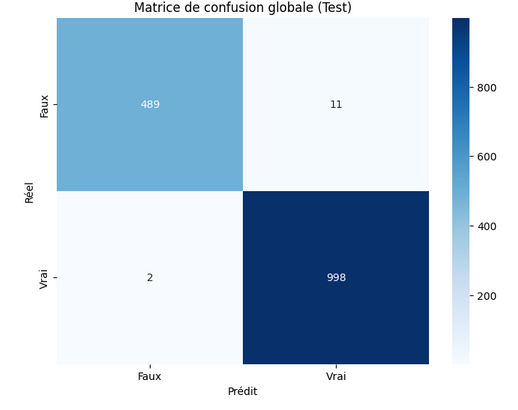 Matrice de confusion globale (Test)
Faux
489
11
Réel
Vrai
2
998
Faux
Vrai
Prédit
800
600
400
200